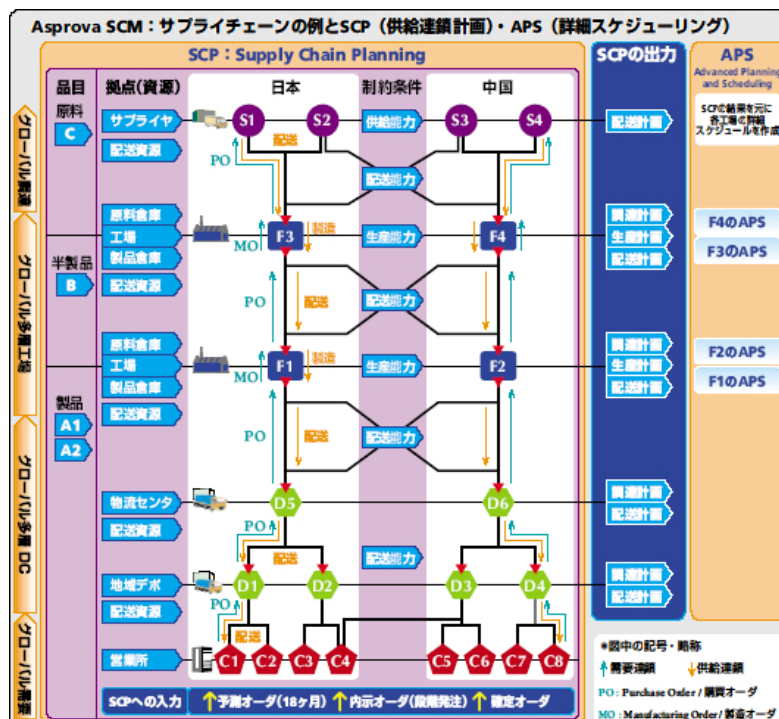 Asprova SCM：サプライチェーンの例とSCP（供給連鎖計画）・APS（詳細スケジューリング）
SCP：Supply Chain Planning
SCPの出力
APS
Advanced Planning
and Scheduling
SCPの結果を元に
各工場の詳細
スケジュールを作成
品目
拠点(資源)
日本
制約条件
中国
原料
C
サプライヤ
S1
S2
供給能力
S3
S4
配送計画
配送
配送資源
PO
配送能力
グローバル調達
原料倉庫
調達計画
F4のAPS
工場
MO
F3
製造
生産能力
F4
生産計画
F3のAPS
半製品
製品倉庫
配送計画
B
配送資源
PO
配送
配送能力
グローバル多層工場
原料倉庫
調達計画
F2のAPS
工場
MO
F1
製造
生産能力
F2
生産計画
製品倉庫
配送計画
F1のAPS
製品
配送資源
A1
A2
PO
配送
配送能力
グローバル多層DC
物流センタ
D5
D6
調達計画
配送計画
配送資源
PO
配送
配送能力
地域デポ
D1
D2
D3
D4
調達計画
配送計画
配送資源
PO
配送
グローバル需要
営業所
C1
C2
C3
C4
C5
C6
C7
C8
SCPへの入力
予測オーダ(18ヶ月)
内示オーダ(段階発注)
確定オーダ
＊図中の記号・略称
需要連鎖
供給連鎖
PO：Purchase Order / 購買オーダ
MO：Manufacturing Order / 製造オーダ